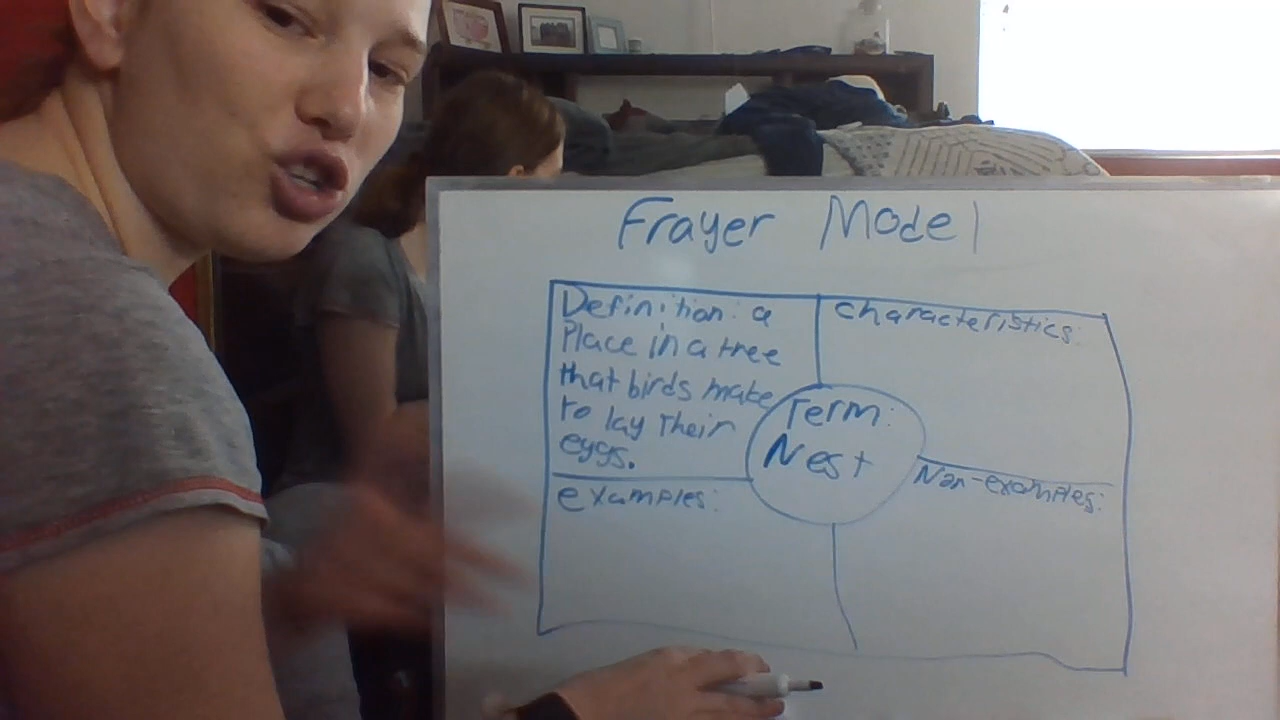 Frayer Model
Definition: a
Place in a tree
that birds make
to lay their
eggs.
characteristics:
Term:
Nest
examples:
Non-examples: